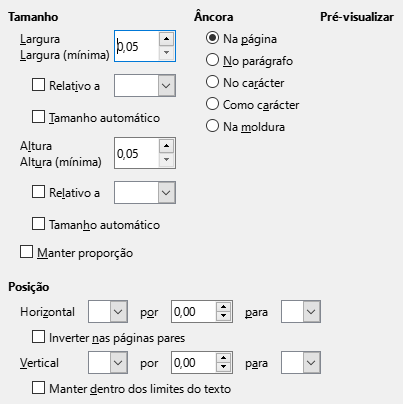 Tamanho
Âncora
Pré-visualizar
Largura
Largura (mínima)
0,05
Na página
No parágrafo
Relativo a
No carácter
Como carácter
Tamanho automático
Na moldura
Altura
Altura (mínima)
0,05
Relativo a
Tamanho automático
Manter proporção
Posição
Horizontal por 0,00 para
Inverter nas páginas pares
Vertical por 0,00 para
Manter dentro dos limites do texto